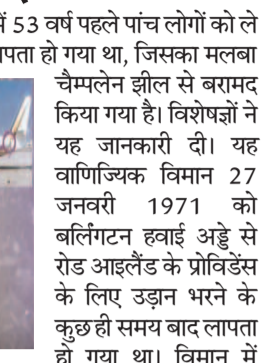 में 53 वर्ष पहले पांच लोगों को ले
पता हो गया था, जिसका मलबा
चैम्पलेन झील से बरामद
किया गया है। विशेषज्ञों ने
यह जानकारी दी। यह
वाणिज्यिक विमान 27
जनवरी 1971 को
बर्लिंगटन हवाई अड्डे से
रोड आइलैंड के प्रोविडेंस
के लिए उड़ान भरने के
कुछ ही समय बाद लापता
हो गया था। विमान में